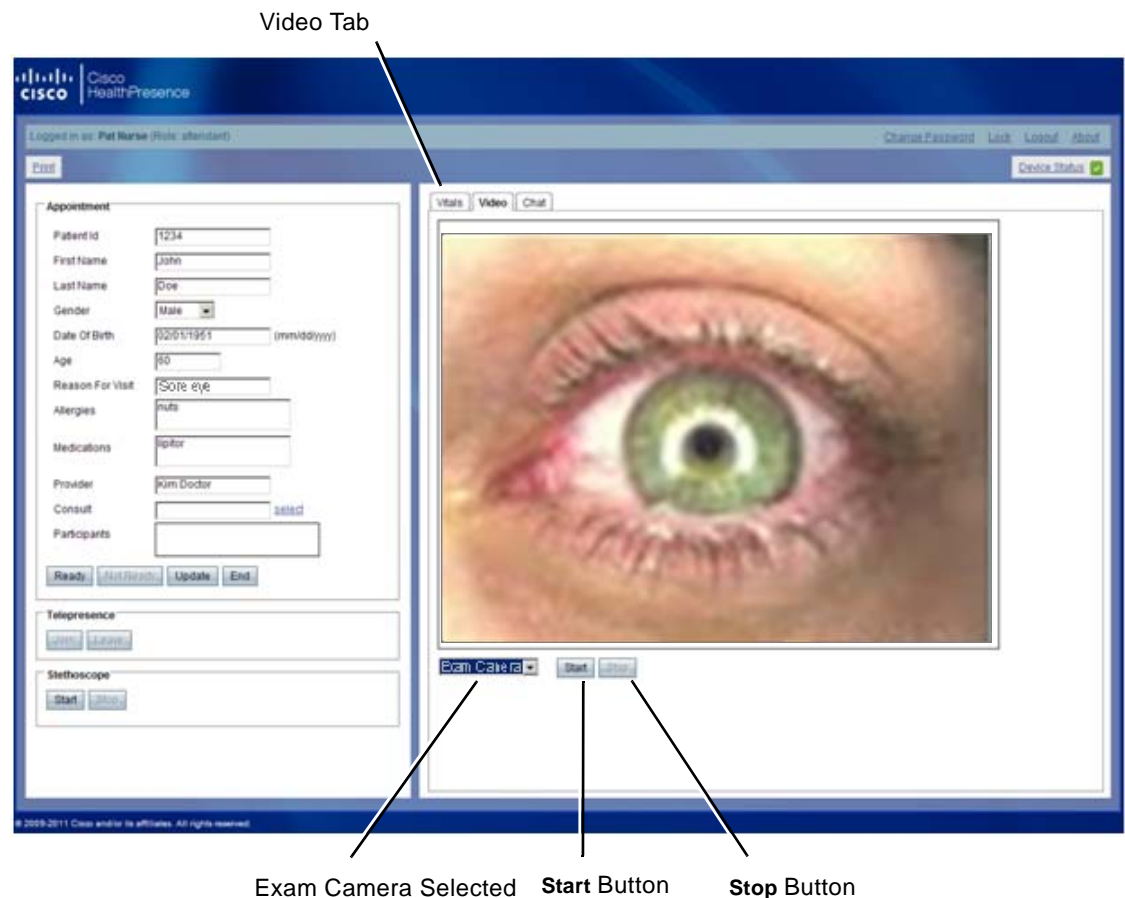 Video Tab
Cisco
CISCO HealthPresence
Logged in as: Pat Nurse (Role: attendant) Change Password Lock Logout About
Print Device Status
Appointment
Vitals Video Chat
Patient Id 1234
First Name John
Last Name Doe
Gender Male
Date Of Birth 02/01/1951 (mm/dd/yyyy)
Age 60
Reason For Visit Sore eye
Allergies nuts
Medications lipitor
Provider Kim Doctor
Consult select
Participants
Ready Not Ready Update End
Telepresence
Join Leave
Exam Camera Start Stop
Stethoscope
Start Stop
© 2009-2011 Cisco and/or its affiliates. All rights reserved.
Exam Camera Selected Start Button Stop Button